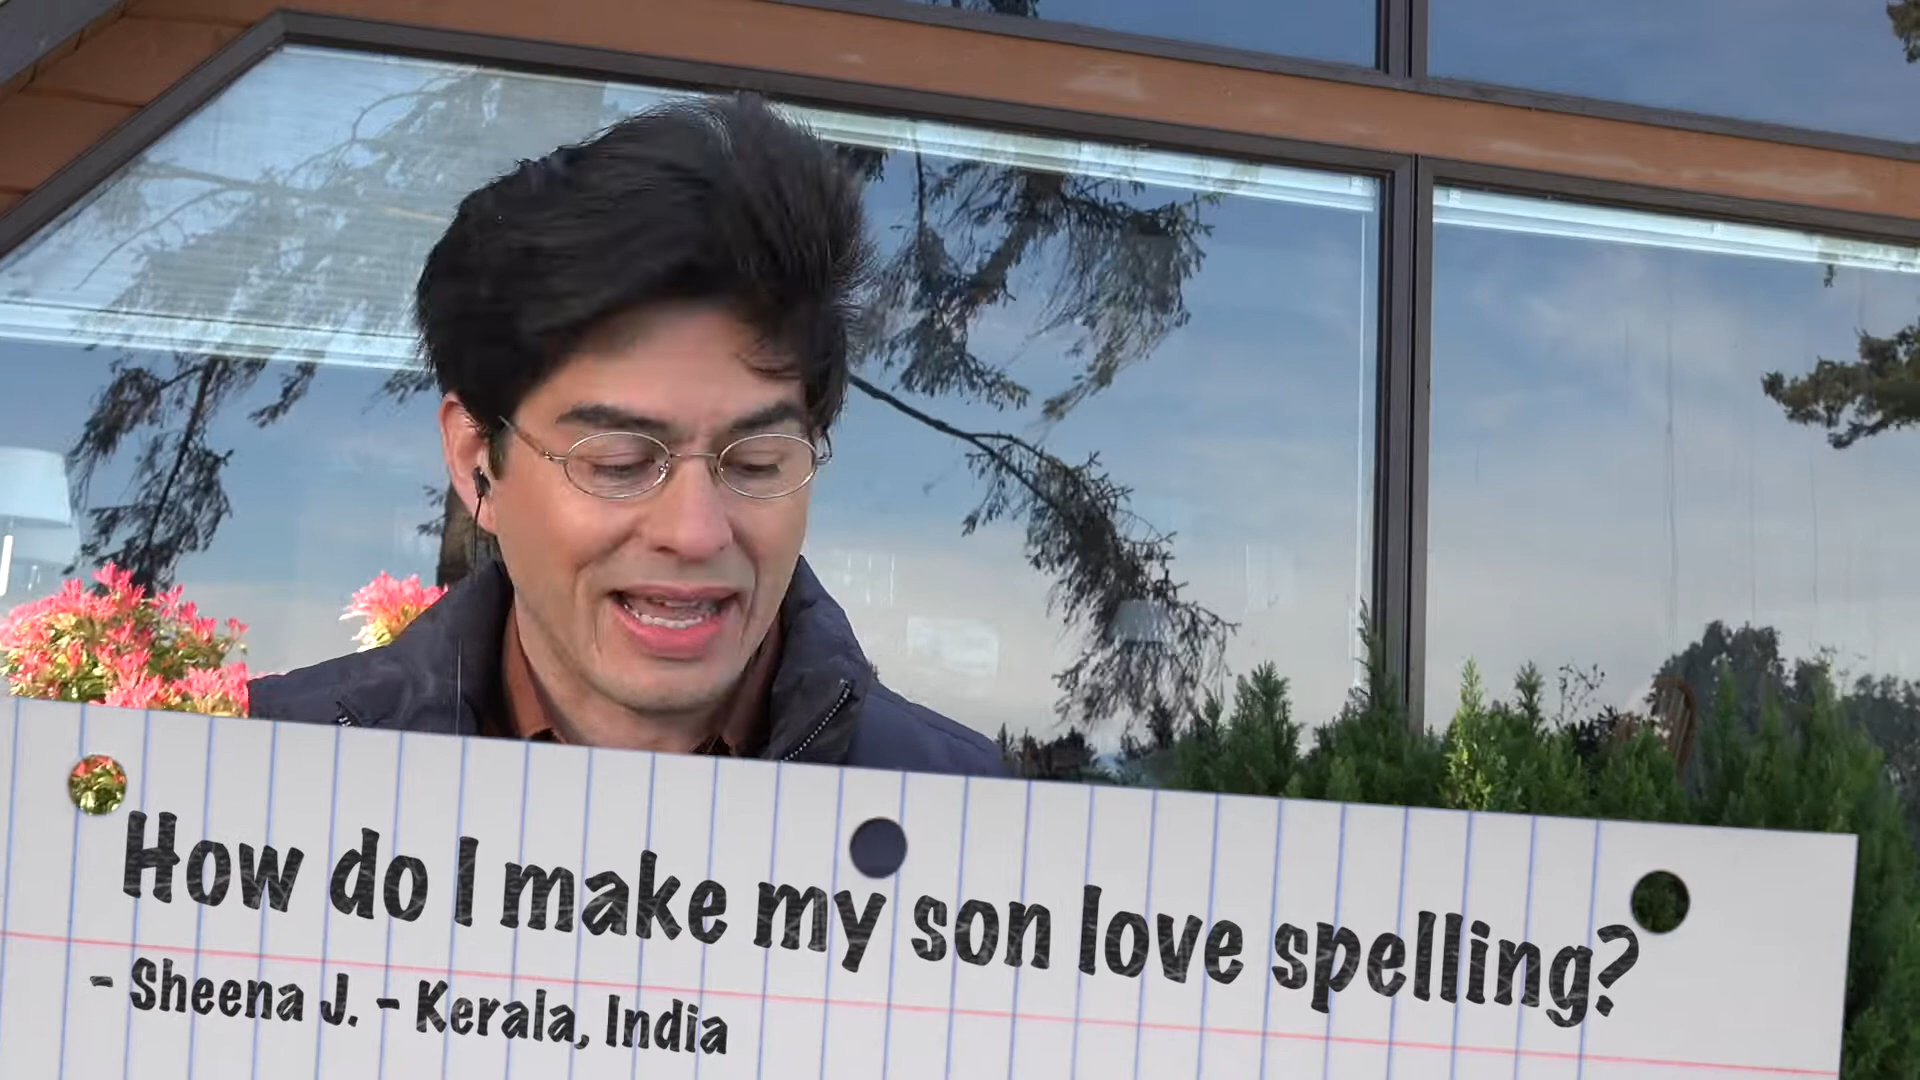 How do I make my son love spelling?
- Sheena J. - Kerala, India